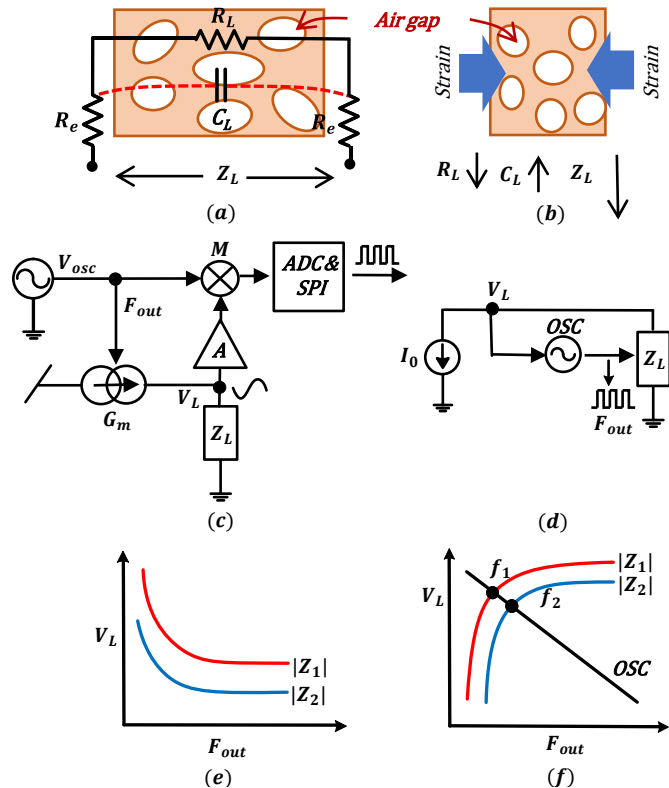 R_L
Air gap
R_e
C_L
R_e
Z_L
(a)
Strain
Strain
R_L
C_L
Z_L
(b)
V_osc
M
ADC&
SPI
F_out
A
V_L
G_m
Z_L
(c)
V_L
OSC
I_0
Z_L
F_out
(d)
V_L
|Z_1|
|Z_2|
F_out
(e)
V_L
f_1
f_2
|Z_1|
|Z_2|
OSC
F_out
(f)